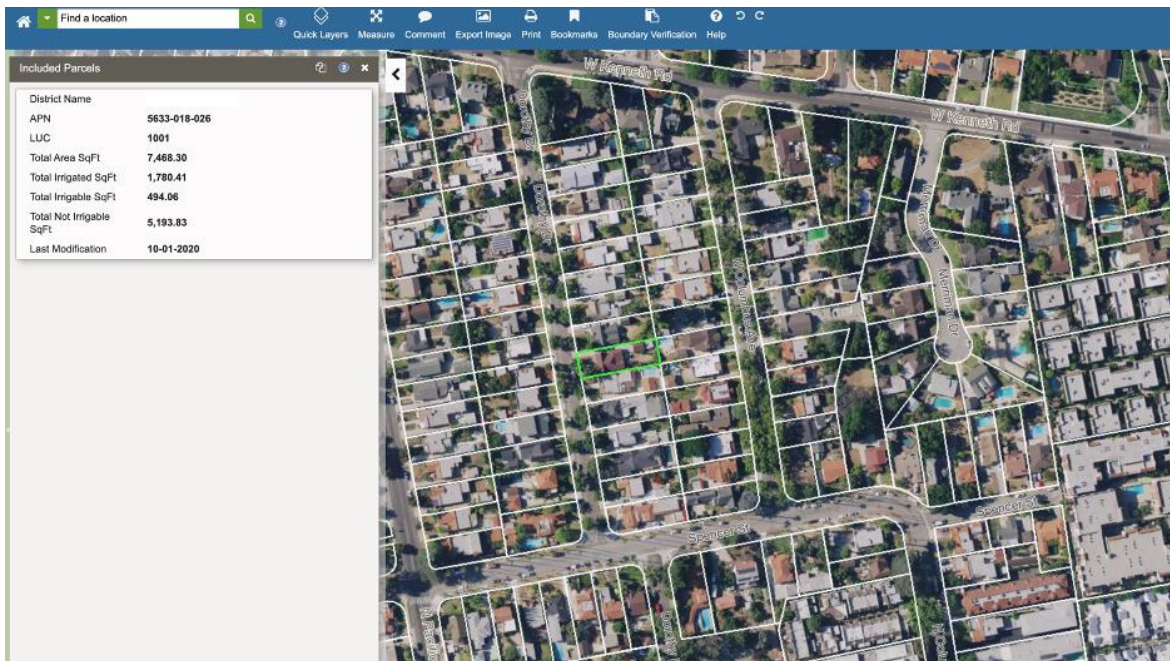 Find a location
Quick Layers Measure Comment Export Image Print Bookmarks Boundary Verification Help
Included Parcels
District Name
APN 5633-018-026
LUC 1001
Total Area SqFt 7,468.30
Total Irrigated SqFt 1,780.41
Total Irrigable SqFt 494.06
Total Not Irrigable
SqFt 5,193.83
Last Modification 10-01-2020
W Kenneth Rd
W Kenneth Rd
Spencer St
Spencer St